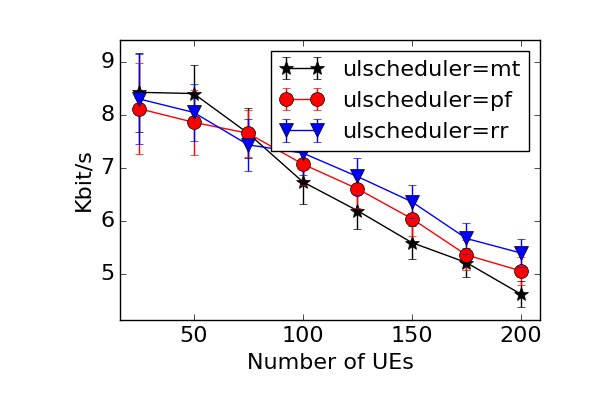 9
8
7
6
5
Kbit/s
ulscheduler=mt
ulscheduler=pf
ulscheduler=rr
50
100
150
200
Number of UEs